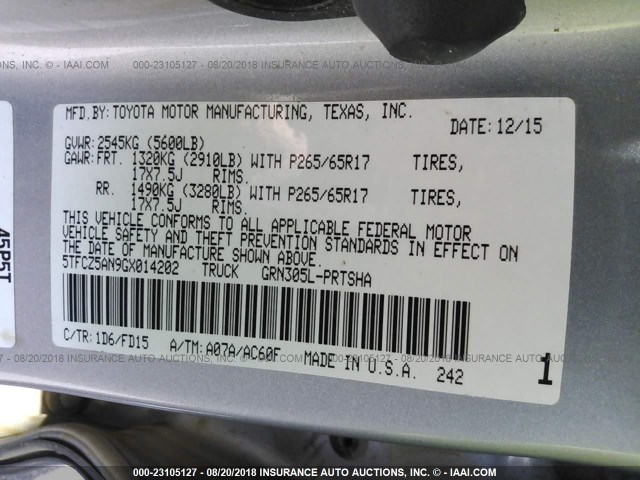 - © - IAAI.com 000-23105127 - 08/20/2018 INSURANCE AUTO AUCTIONS - © - IAAI.com
MFD.BY:TOYOTA MOTOR MANUFACTURING, TEXAS, INC.
DATE:12/15
GVWR:2545KG (5600LB)
GAWR:FRT. 1320KG (2910LB) WITH P265/65R17 TIRES,
17X7.5J RIMS.
RR. 1490KG (3280LB) WITH P265/65R17 TIRES,
17X7.5J RIMS.
THIS VEHICLE CONFORMS TO ALL APPLICABLE FEDERAL MOTOR
VEHICLE SAFETY AND THEFT PREVENTION STANDARDS IN EFFECT ON
THE DATE OF MANUFACTURE SHOWN ABOVE.
5TFCZ5AN9GX014202 TRUCK GRN305L-PRTSHA
C/TR:1D6/FD15 A/TM:A07A/AC60F MADE IN U.S.A. 242 1
45P5T
000-23105127 - 08/20/2018 INSURANCE AUTO AUCTIONS - © - IAAI.com